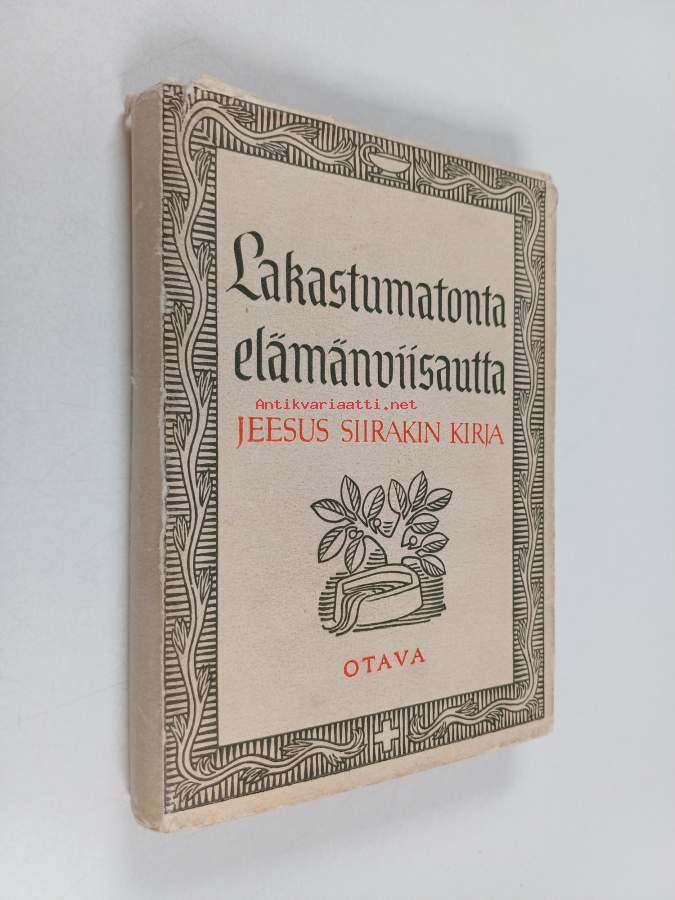 Lakastumatonta
elämänviisautta
Antikvariaatti.net
JEESUS SIIRAKIN KIRJA
OTAVA